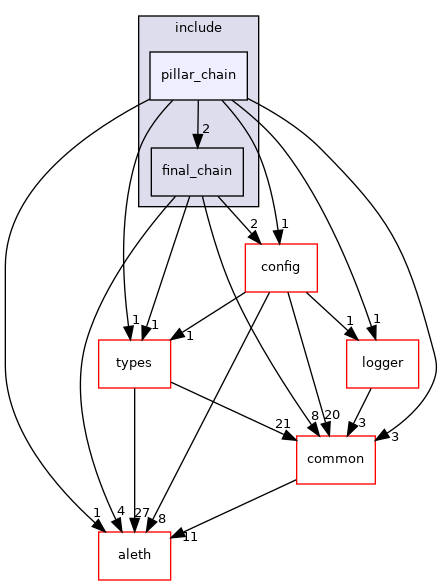 include
pillar_chain
2
final_chain
2
1
config
1
1
1
1
1
types
logger
21
8
20
3
3
common
1
4
27
8
11
aleth